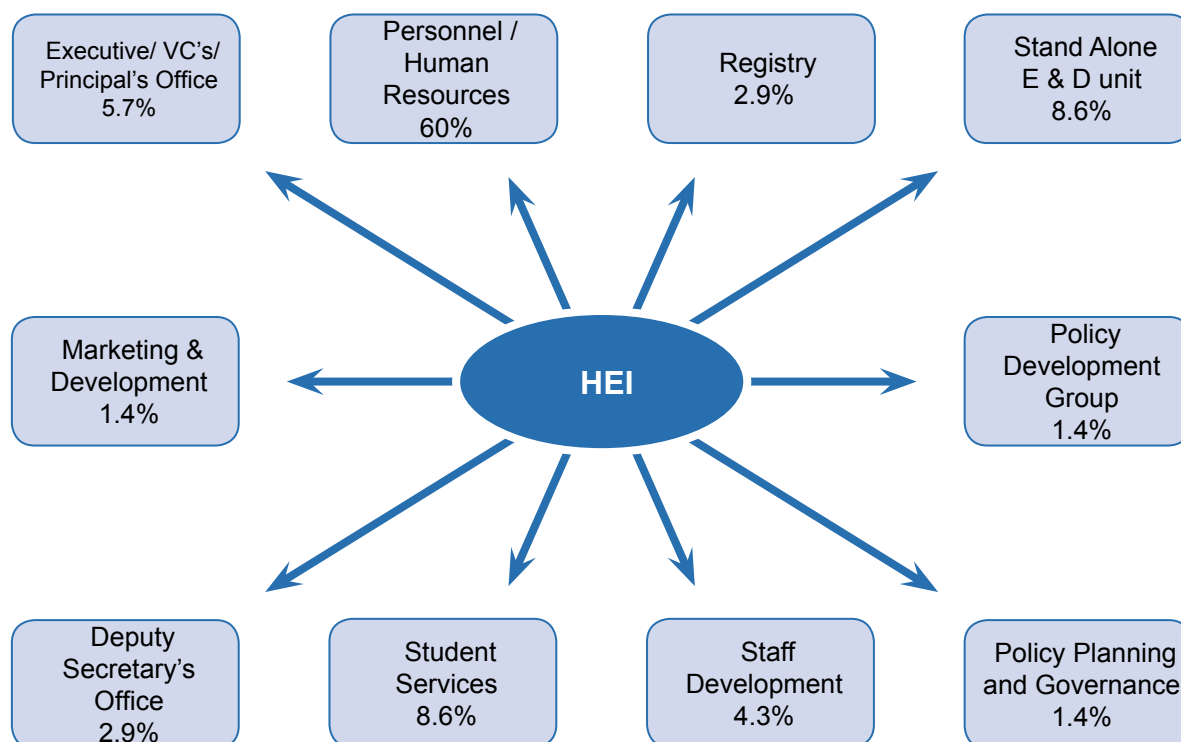 Executive/ VC's/
Principal's Office
5.7%
Personnel /
Human
Resources
60%
Registry
2.9%
Stand Alone
E & D unit
8.6%
Marketing &
Development
1.4%
HEI
Policy
Development
Group
1.4%
Deputy
Secretary's
Office
2.9%
Student
Services
8.6%
Staff
Development
4.3%
Policy Planning
and Governance
1.4%